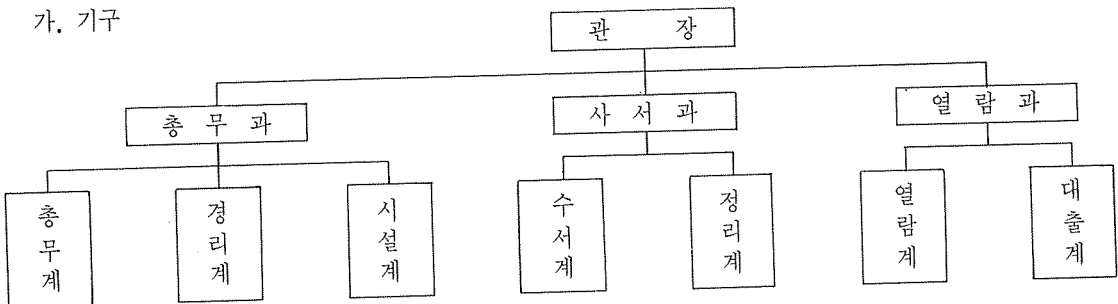 가. 기구
관 장
총 무 과
사 서 과
열 람 과
총무계
경리계
시설계
수서계
정리계
열람계
대출계